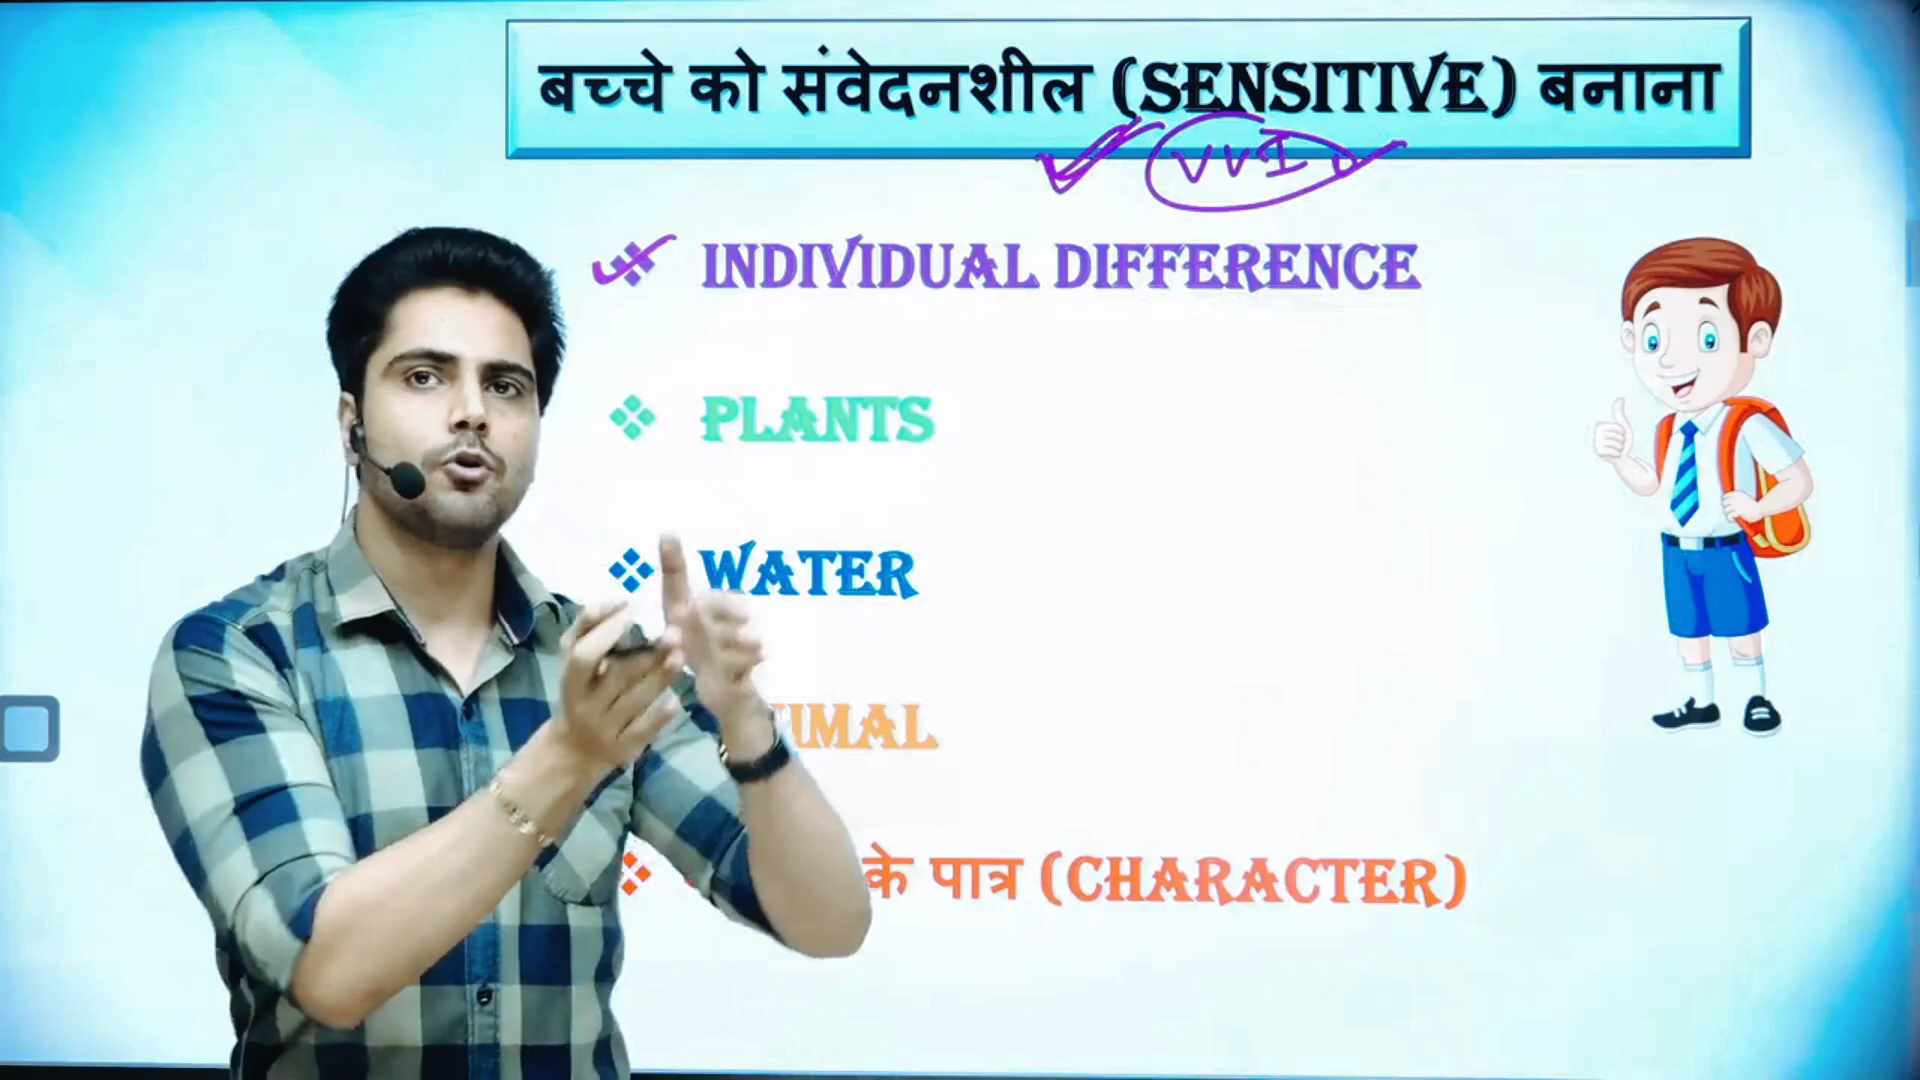 बच्चे को संवेदनशील (SENSITIVE) बनाना
VVI
INDIVIDUAL DIFFERENCE
PLANTS
WATER
के पात्र (CHARACTER)